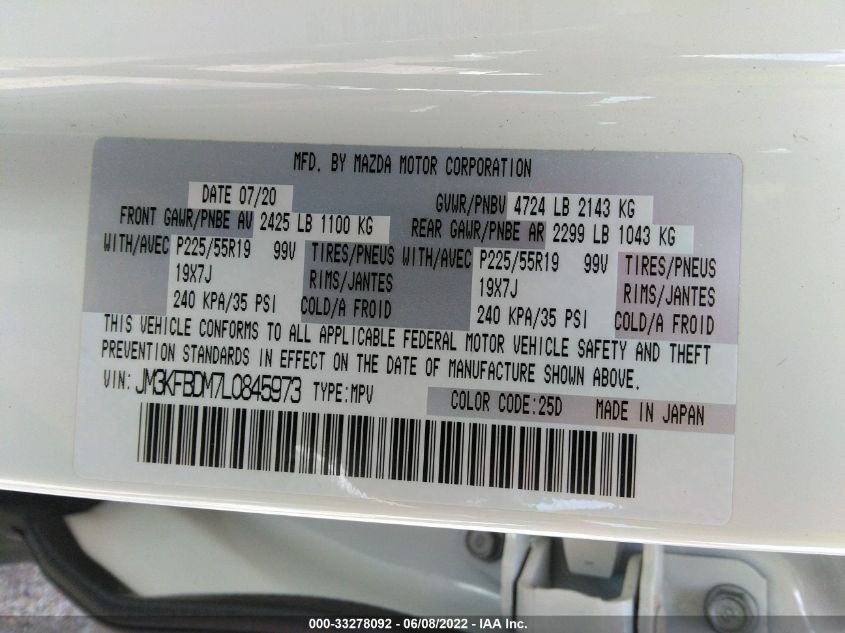 MFD. BY MAZDA MOTOR CORPORATION
DATE 07/20 GVWR/PNBV 4724 LB 2143 KG
FRONT GAWR/PNBE AV 2425 LB 1100 KG REAR GAWR/PNBE AR 2299 LB 1043 KG
WITH/AVEC P225/55R19 99V TIRES/PNEUS WITH/AVEC P225/55R19 99V TIRES/PNEUS
19X7J RIMS/JANTES 19X7J RIMS/JANTES
240 KPA/35 PSI COLD/A FROID 240 KPA/35 PSI COLD/A FROID
THIS VEHICLE CONFORMS TO ALL APPLICABLE FEDERAL MOTOR VEHICLE SAFETY AND THEFT
PREVENTION STANDARDS IN EFFECT ON THE DATE OF MANUFACTURE SHOWN ABOVE.
VIN: JM3KFBDM7L0845973 TYPE:MPV COLOR CODE:25D MADE IN JAPAN
000-33278092 - 06/08/2022 - IAA Inc.